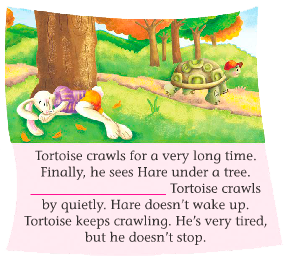 Tortoise crawls for a very long time.
Finally, he sees Hare under a tree.
Tortoise crawls
by quietly. Hare doesn't wake up.
Tortoise keeps crawling. He's very tired,
but he doesn't stop.